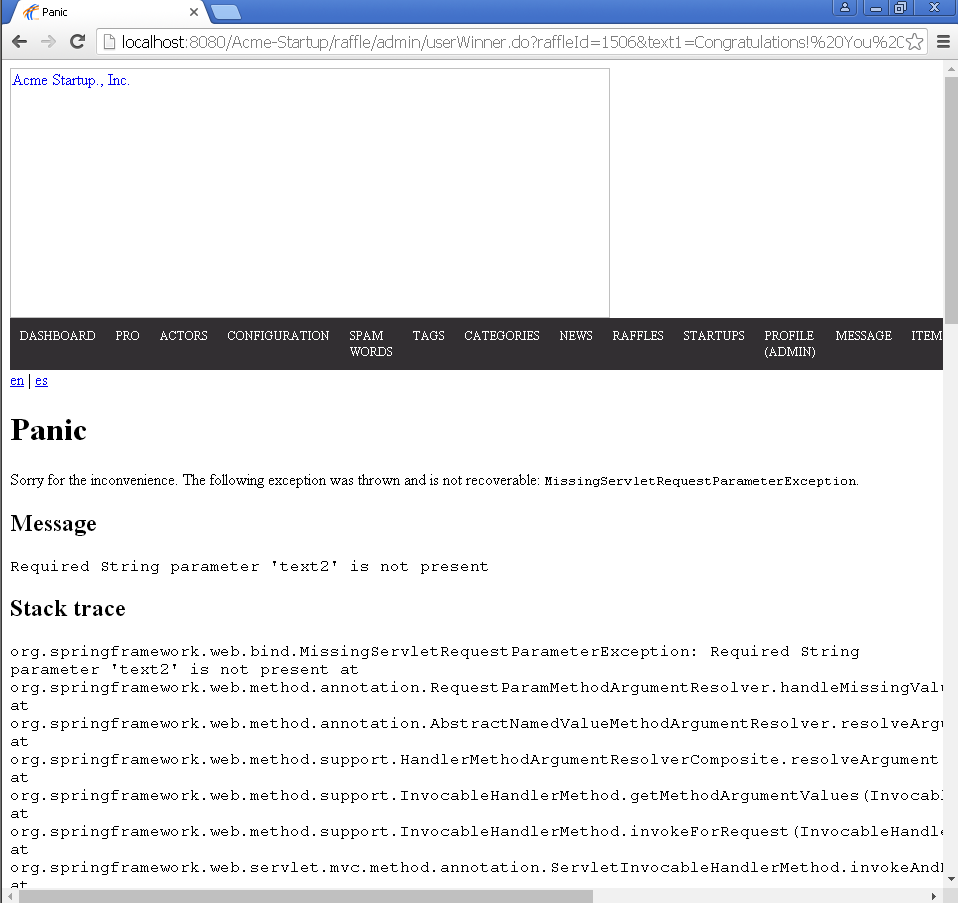 Panic
localhost:8080/Acme-Startup/raffle/admin/userWinner.do?raffleId=1506&text1=Congratulations!%20You%2C
Acme Startup., Inc.
DASHBOARD PRO ACTORS CONFIGURATION SPAM WORDS TAGS CATEGORIES NEWS RAFFLES STARTUPS PROFILE (ADMIN) MESSAGE ITEM
en | es
Panic
Sorry for the inconvenience. The following exception was thrown and is not recoverable: MissingServletRequestParameterException.
Message
Required String parameter 'text2' is not present
Stack trace
org.springframework.web.bind.MissingServletRequestParameterException: Required String
parameter 'text2' is not present at
org.springframework.web.method.annotation.RequestParamMethodArgumentResolver.handleMissingValu
at
org.springframework.web.method.annotation.AbstractNamedValueMethodArgumentResolver.resolveArgu
at
org.springframework.web.method.support.HandlerMethodArgumentResolverComposite.resolveArgument
at
org.springframework.web.method.support.InvocableHandlerMethod.getMethodArgumentValues(Invocabl
at
org.springframework.web.method.support.InvocableHandlerMethod.invokeForRequest(InvocableHandle
at
org.springframework.web.servlet.mvc.method.annotation.ServletInvocableHandlerMethod.invokeAndH
at